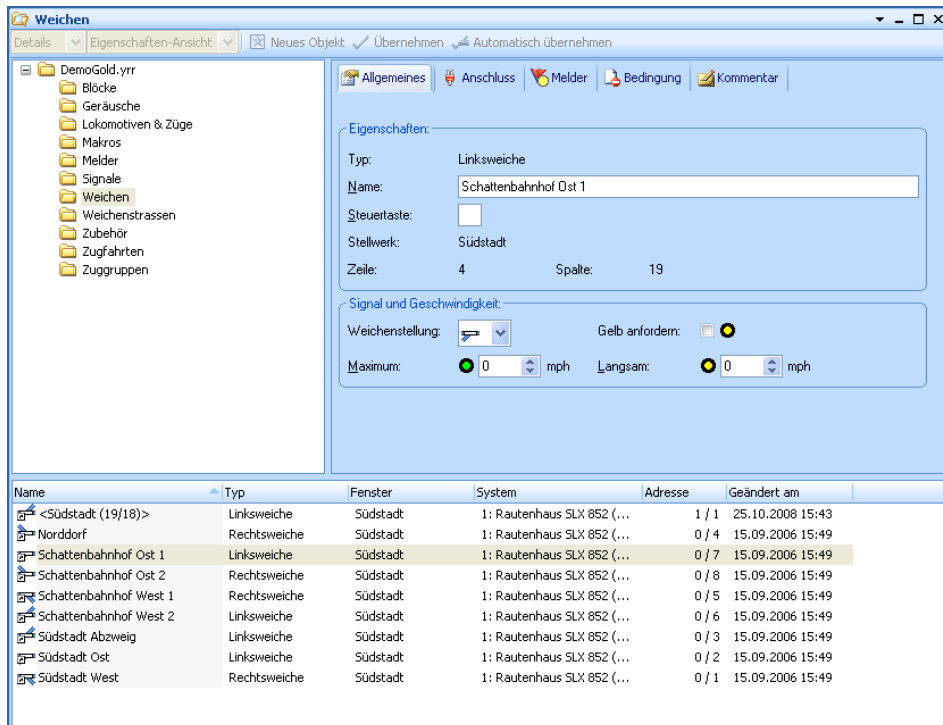 Weichen
Details Eigenschaften-Ansicht Neues Objekt Übernehmen Automatisch übernehmen
DemoGold.yrr
Blöcke
Geräusche
Lokomotiven & Züge
Makros
Melder
Signale
Weichen
Weichenstrassen
Zubehör
Zugfahrten
Zuggruppen
Allgemeines Anschluss Melder Bedingung Kommentar
Eigenschaften:
Typ: Linksweiche
Name: Schattenbahnhof Ost 1
Steuertaste:
Stellwerk: Südstadt
Zeile: 4 Spalte: 19
Signal und Geschwindigkeit:
Weichenstellung: Gelb anfordern:
Maximum: 0 mph Langsam: 0 mph
Name Typ Fenster System Adresse Geändert am
<Südstadt (19/18)> Linksweiche Südstadt 1: Rautenhaus SLX 852 (... 1 / 1 25.10.2008 15:43
Norddorf Rechtsweiche Südstadt 1: Rautenhaus SLX 852 (... 0 / 4 15.09.2006 15:49
Schattenbahnhof Ost 1 Linksweiche Südstadt 1: Rautenhaus SLX 852 (... 0 / 7 15.09.2006 15:49
Schattenbahnhof Ost 2 Rechtsweiche Südstadt 1: Rautenhaus SLX 852 (... 0 / 8 15.09.2006 15:49
Schattenbahnhof West 1 Rechtsweiche Südstadt 1: Rautenhaus SLX 852 (... 0 / 5 15.09.2006 15:49
Schattenbahnhof West 2 Linksweiche Südstadt 1: Rautenhaus SLX 852 (... 0 / 6 15.09.2006 15:49
Südstadt Abzweig Linksweiche Südstadt 1: Rautenhaus SLX 852 (... 0 / 3 15.09.2006 15:49
Südstadt Ost Linksweiche Südstadt 1: Rautenhaus SLX 852 (... 0 / 2 15.09.2006 15:49
Südstadt West Rechtsweiche Südstadt 1: Rautenhaus SLX 852 (... 0 / 1 15.09.2006 15:49